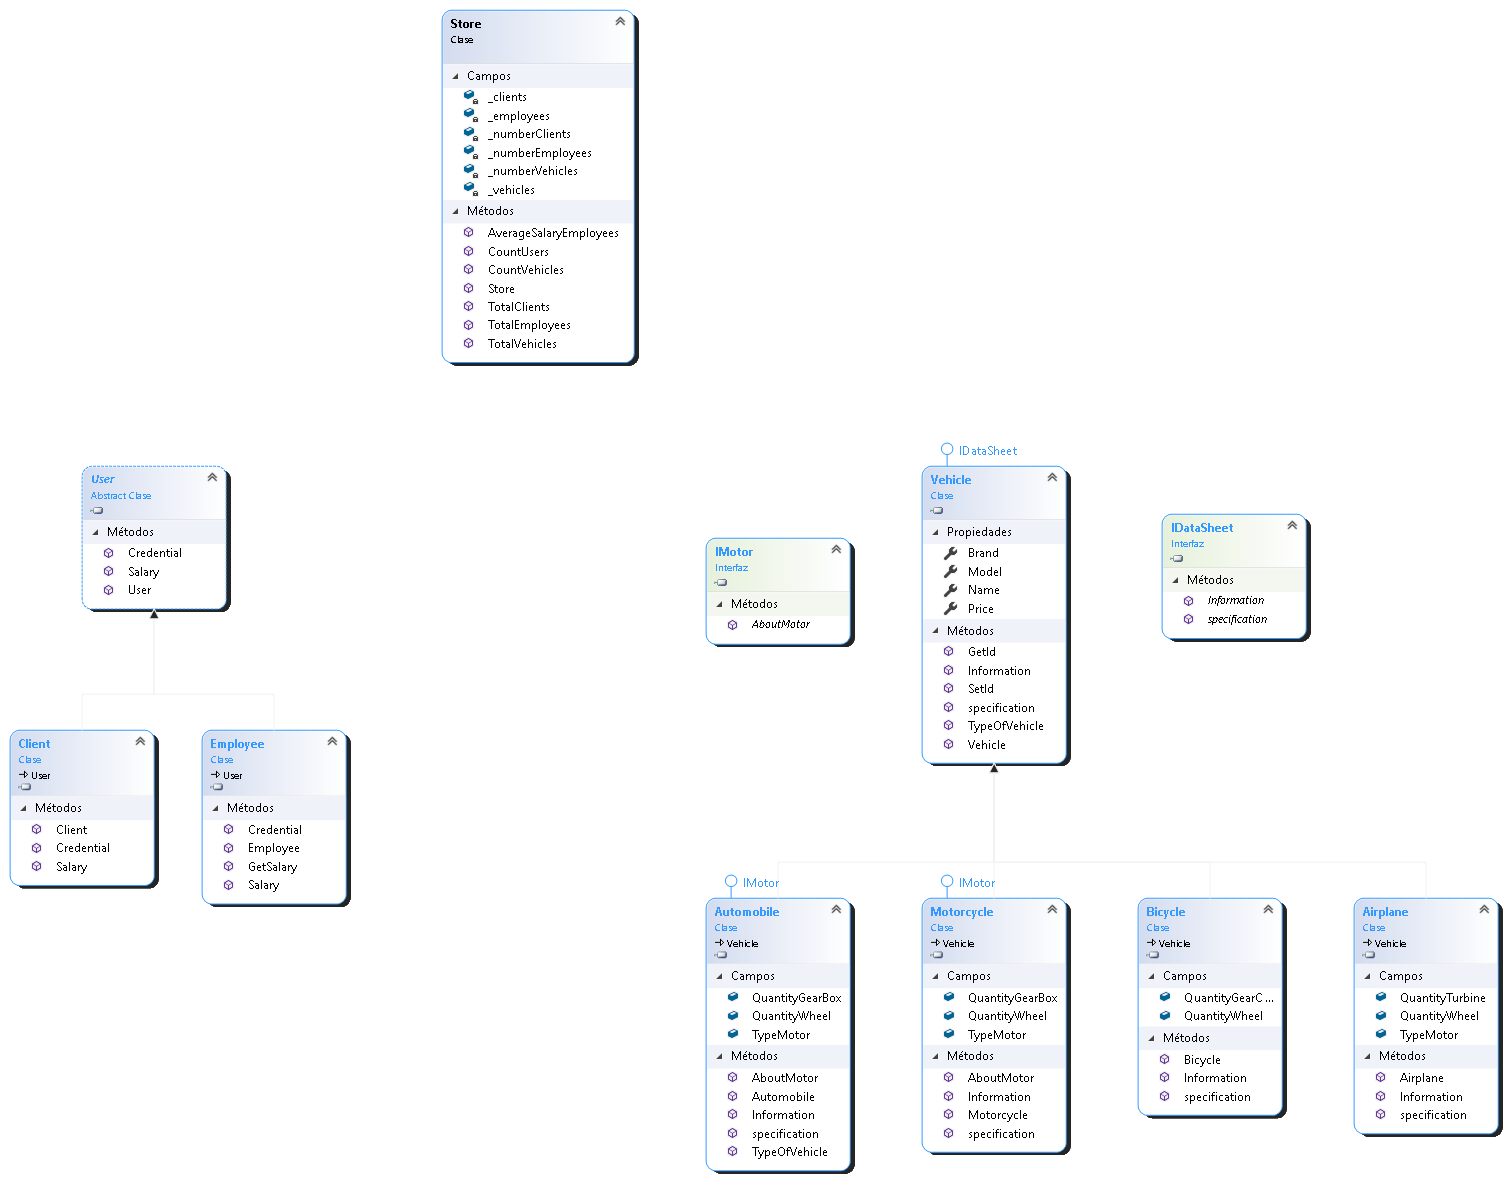 Store
Clase
Campos
_clients
_employees
_numberClients
_numberEmployees
_numberVehicles
_vehicles
Métodos
AverageSalaryEmployees
CountUsers
CountVehicles
Store
TotalClients
TotalEmployees
TotalVehicles
User
Abstract Clase
Métodos
Credential
Salary
User
IMotor
Interfaz
Métodos
AboutMotor
IDataSheet
Vehicle
Clase
Propiedades
Brand
Model
Name
Price
Métodos
GetId
Information
SetId
specification
TypeOfVehicle
Vehicle
IDataSheet
Interfaz
Métodos
Information
specification
Client
Clase
User
Métodos
Client
Credential
Salary
Employee
Clase
User
Métodos
Credential
Employee
GetSalary
Salary
IMotor
Automobile
Clase
Vehicle
Campos
QuantityGearBox
QuantityWheel
TypeMotor
Métodos
AboutMotor
Automobile
Information
specification
TypeOfVehicle
IMotor
Motorcycle
Clase
Vehicle
Campos
QuantityGearBox
QuantityWheel
TypeMotor
Métodos
AboutMotor
Information
Motorcycle
specification
Bicycle
Clase
Vehicle
Campos
QuantityGearC...
QuantityWheel
Métodos
Bicycle
Information
specification
Airplane
Clase
Vehicle
Campos
QuantityTurbine
QuantityWheel
TypeMotor
Métodos
Airplane
Information
specification